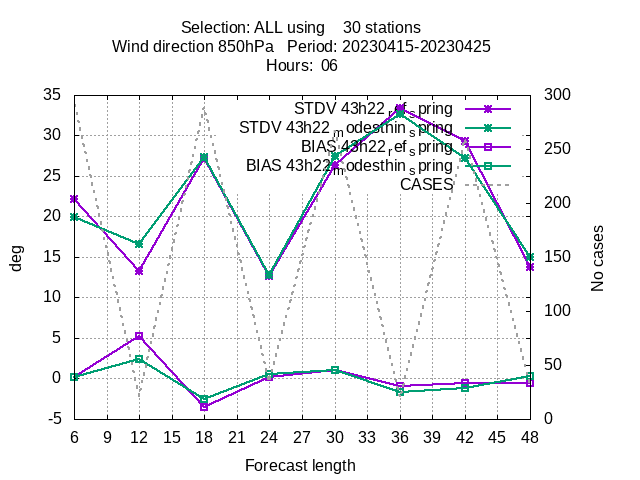 Selection: ALL using    30 stations
Wind direction 850hPa   Period: 20230415-20230425
Hours:  06
STDV 43h22_ref_spring
STDV 43h22_modesthin_spring
BIAS 43h22_ref_spring
BIAS 43h22_modesthin_spring
CASES
35
30
25
20
15
10
5
0
-5
300
250
200
150
100
50
0
deg
No cases
6 9 12 15 18 21 24 27 30 33 36 39 42 45 48
Forecast length